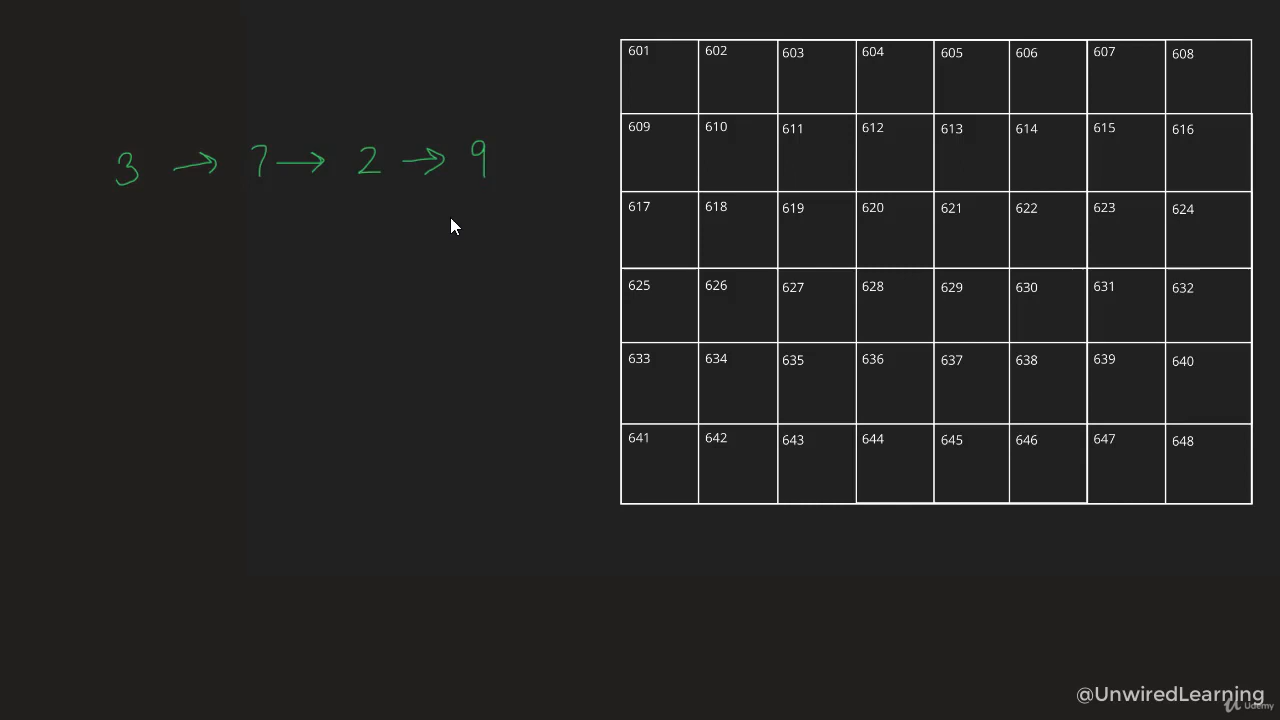 3 → 7 → 2 → 9
601 602 603 604 605 606 607 608
609 610 611 612 613 614 615 616
617 618 619 620 621 622 623 624
625 626 627 628 629 630 631 632
633 634 635 636 637 638 639 640
641 642 643 644 645 646 647 648
@UnwiredLearning
Udemy